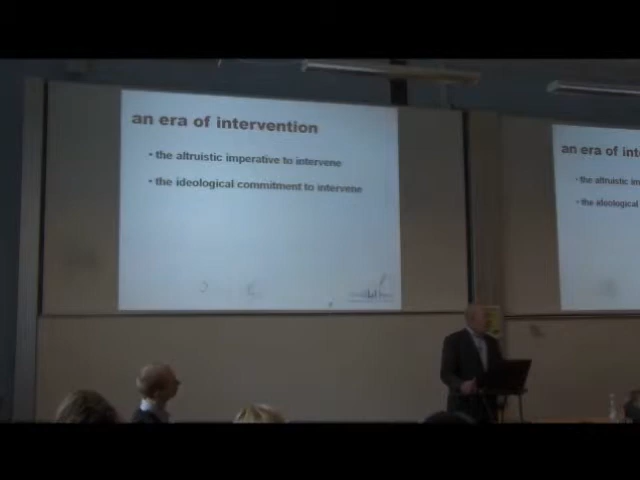 an era of intervention
• the altruistic imperative to intervene
• the ideological commitment to intervene
an era of int
• the altruistic im
• the ideological